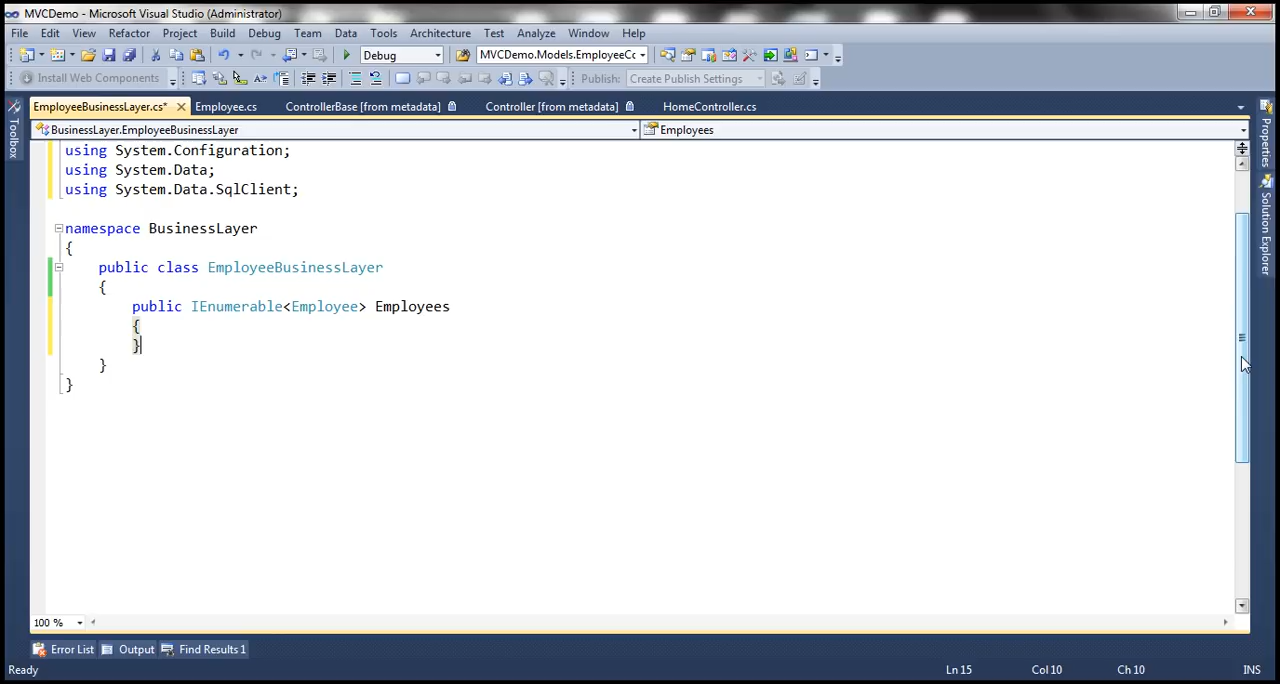 MVCDemo - Microsoft Visual Studio (Administrator)
File Edit View Refactor Project Build Debug Team Data Tools Architecture Test Analyze Window Help
Debug MVCDemo.Models.EmployeeCo
Install Web Components Publish: Create Publish Settings
EmployeeBusinessLayer.cs* Employee.cs ControllerBase [from metadata] Controller [from metadata] HomeController.cs
BusinessLayer.EmployeeBusinessLayer Employees
Toolbox
Properties
Solution Explorer
using System.Configuration;
using System.Data;
using System.Data.SqlClient;
namespace BusinessLayer
{
public class EmployeeBusinessLayer
{
public IEnumerable<Employee> Employees
{
}
}
}
100 %
Error List Output Find Results 1
Ready Ln 15 Col 10 Ch 10 INS